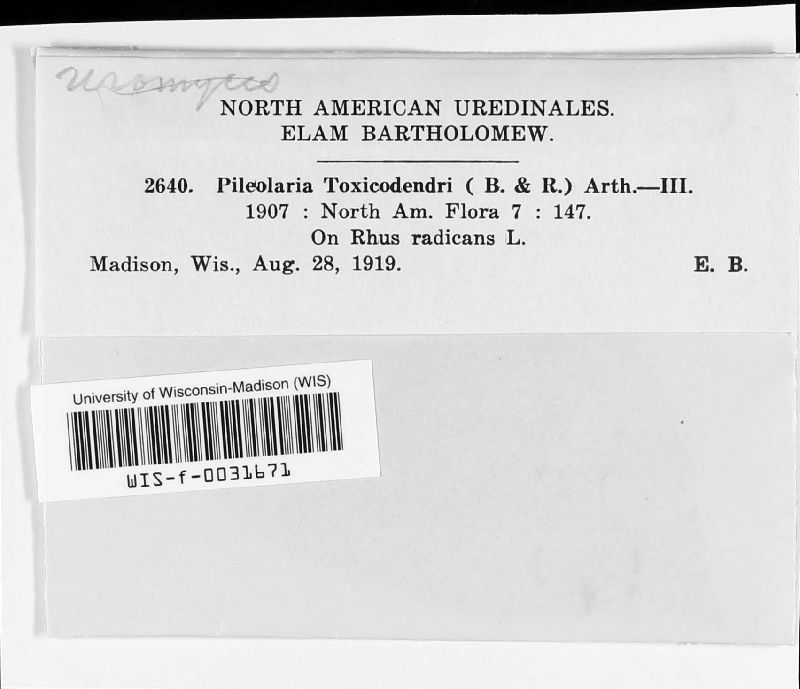 Uromyces
NORTH AMERICAN UREDINALES.
ELAM BARTHOLOMEW.
2640. Pileolaria Toxicodendri ( B. & R.) Arth.—III.
1907 : North Am. Flora 7 : 147.
On Rhus radicans L.
Madison, Wis., Aug. 28, 1919. E. B.
University of Wisconsin-Madison (WIS)
WIS-f-0031671